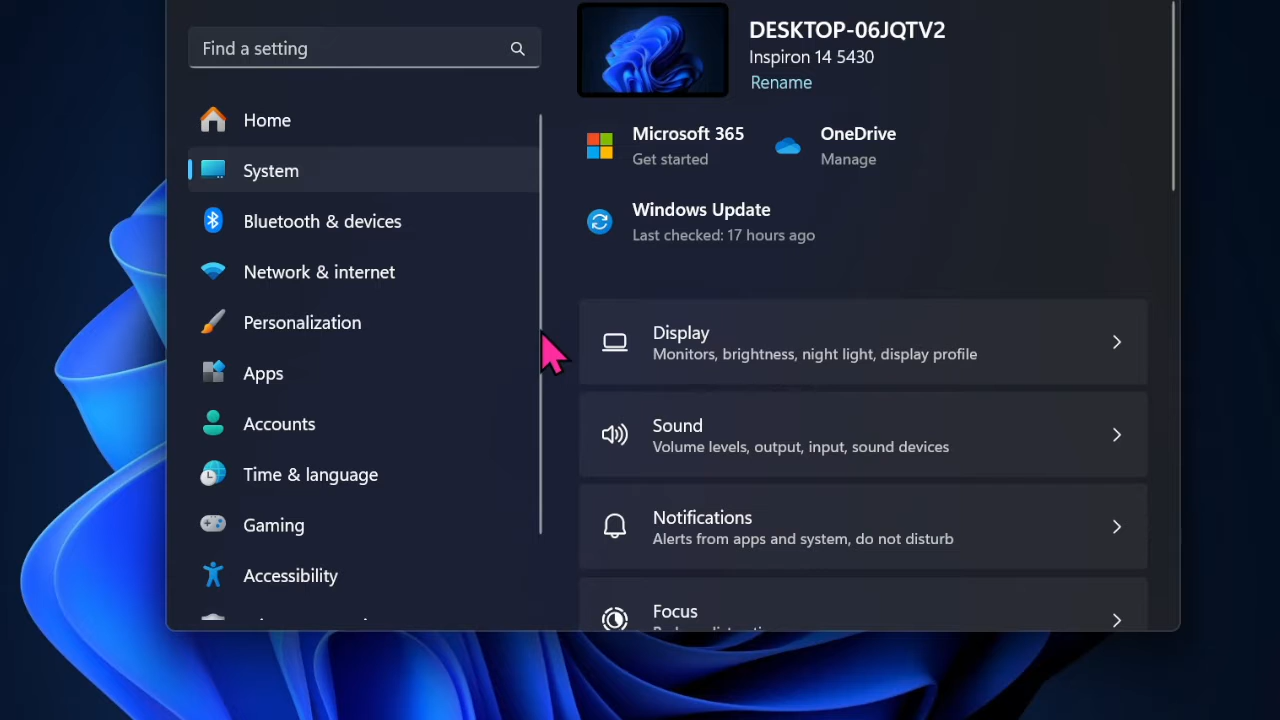 Find a setting
Home
System
Bluetooth & devices
Network & internet
Personalization
Apps
Accounts
Time & language
Gaming
Accessibility
DESKTOP-06JQTV2
Inspiron 14 5430
Rename
Microsoft 365
Get started
OneDrive
Manage
Windows Update
Last checked: 17 hours ago
Display
Monitors, brightness, night light, display profile
Sound
Volume levels, output, input, sound devices
Notifications
Alerts from apps and system, do not disturb
Focus